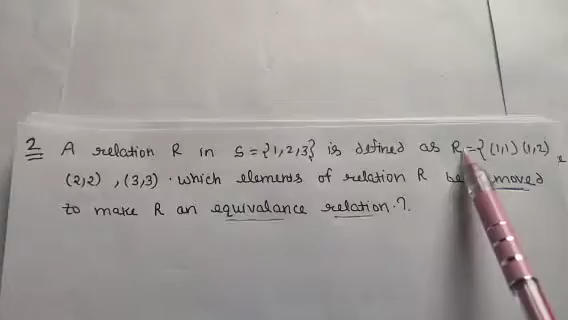 2 A relation R in S = {1,2,3} is defined as R = { (1,1) (1,2) ,
(2,2) , (3,3) . which elements of relation R be removed
to make R an equivalance relation.?